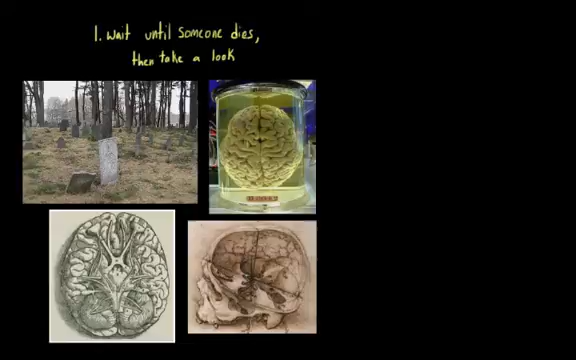 1. wait until someone dies,
then take a look